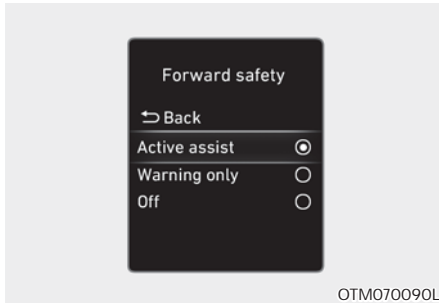 Forward safety
Back
Active assist
Warning only
Off
OTM070090L